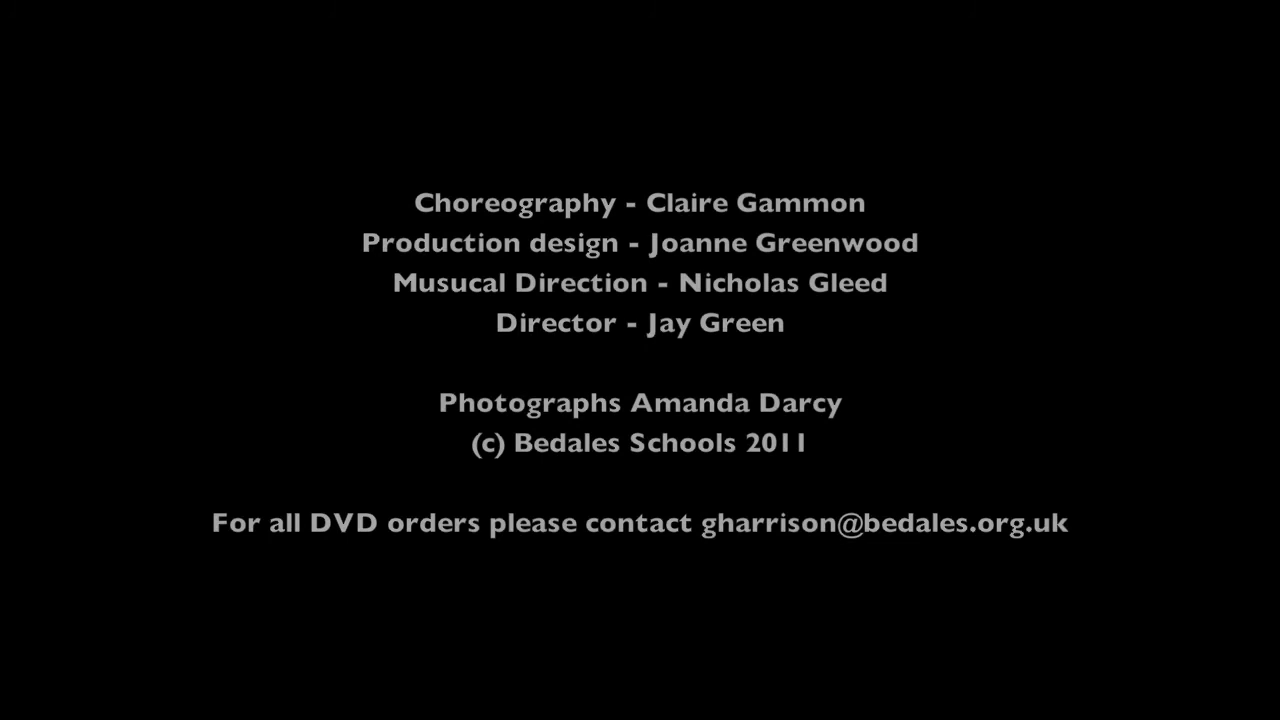 Choreography - Claire Gammon
Production design - Joanne Greenwood
Musucal Direction - Nicholas Gleed
Director - Jay Green
Photographs Amanda Darcy
(c) Bedales Schools 2011
For all DVD orders please contact gharrison@bedales.org.uk